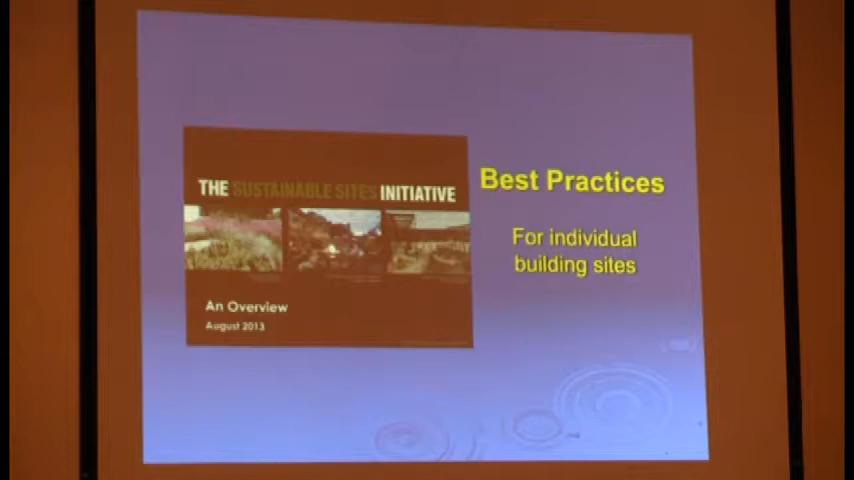 THE SUSTAINABLE SITES INITIATIVE
An Overview
August 2013
Best Practices
For individual
building sites